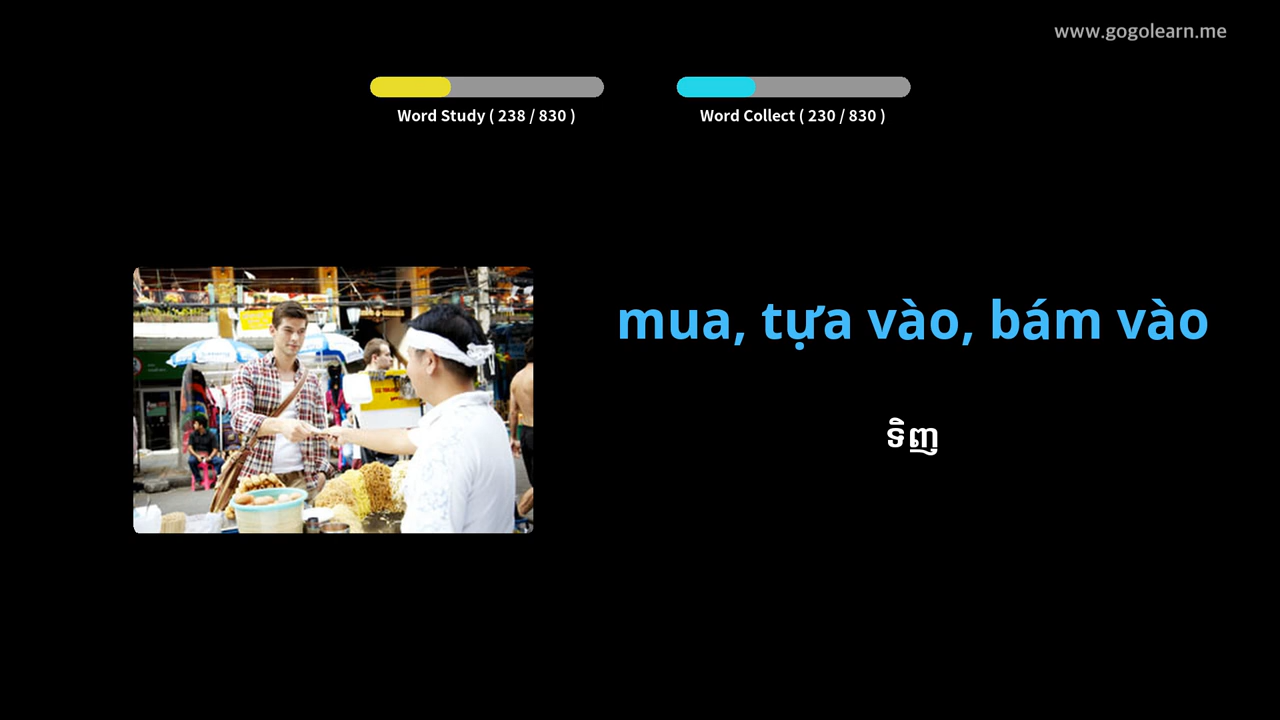 www.gogolearn.me
Word Study ( 238 / 830 )
Word Collect ( 230 / 830 )
mua, tựa vào, bám vào
ទិញ